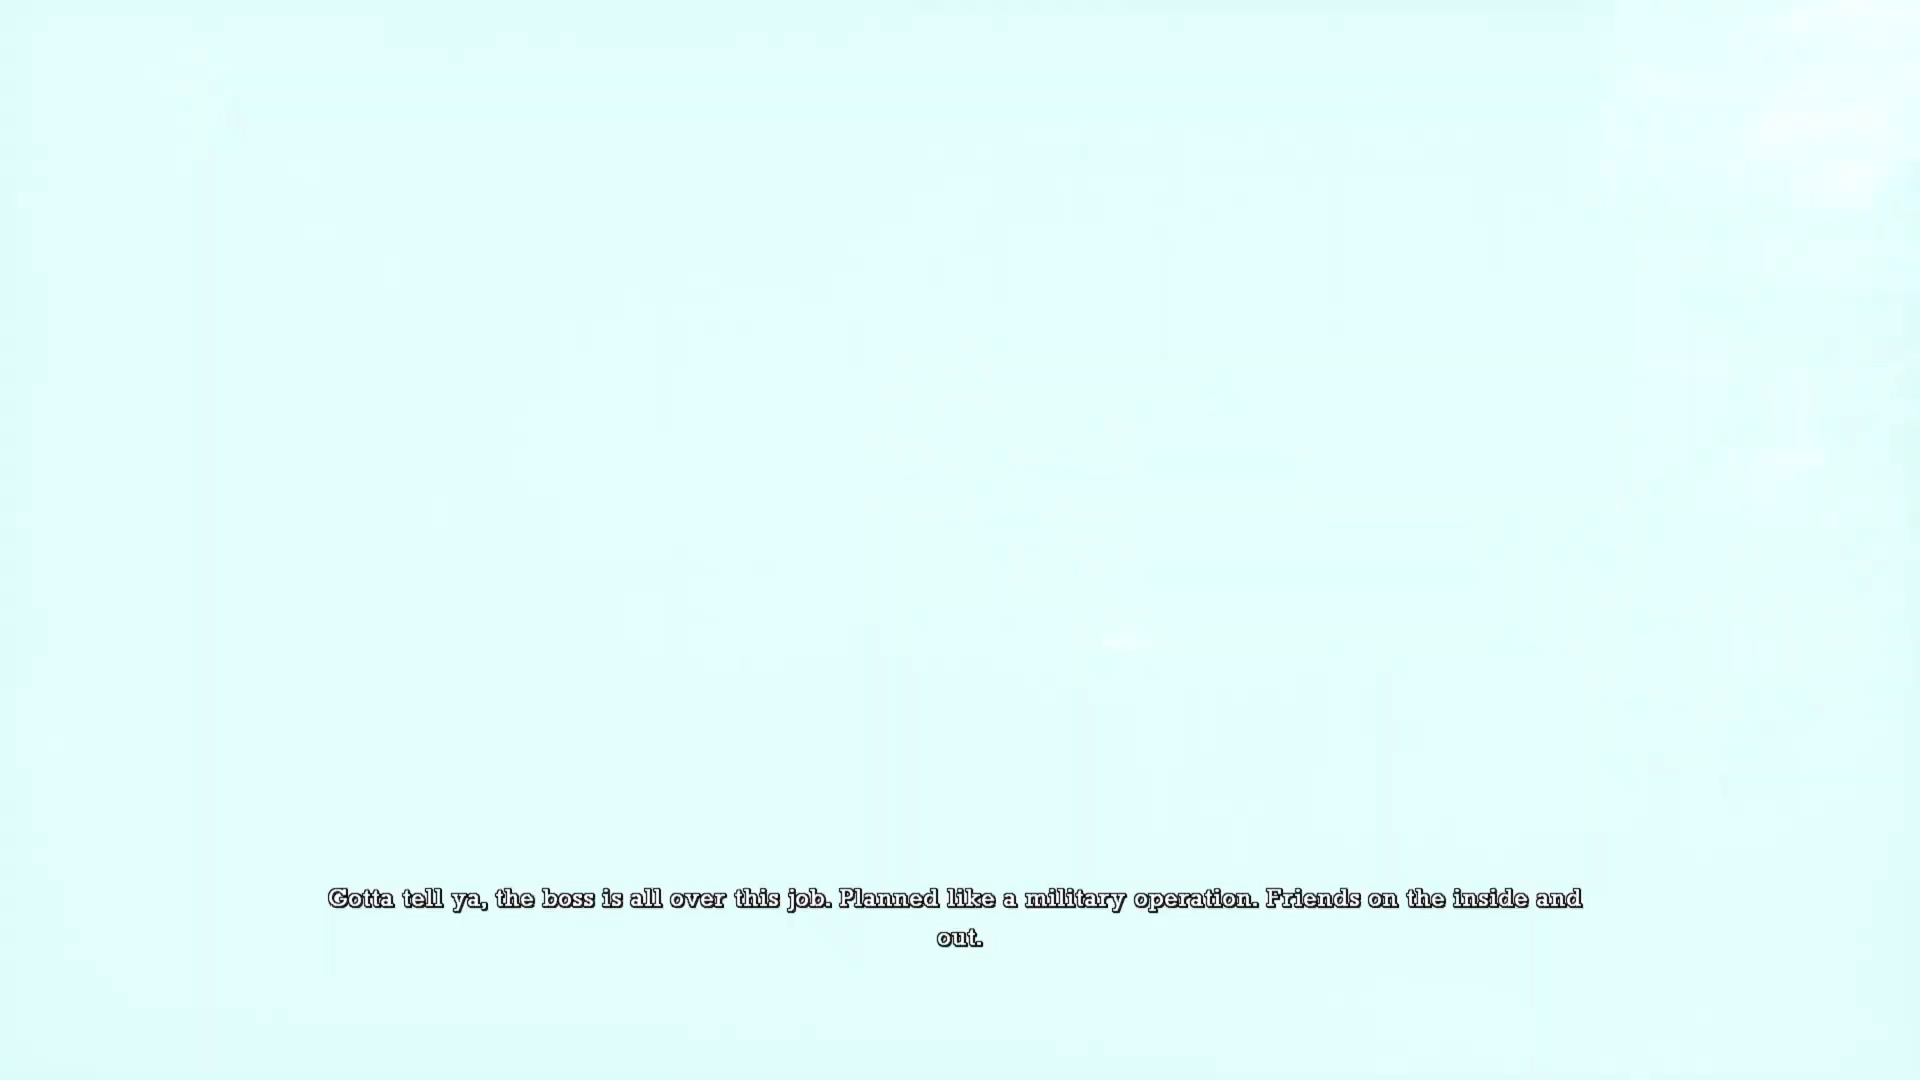 Gotta tell ya, the boss is all over this job. Planned like a military operation. Friends on the inside and
out.